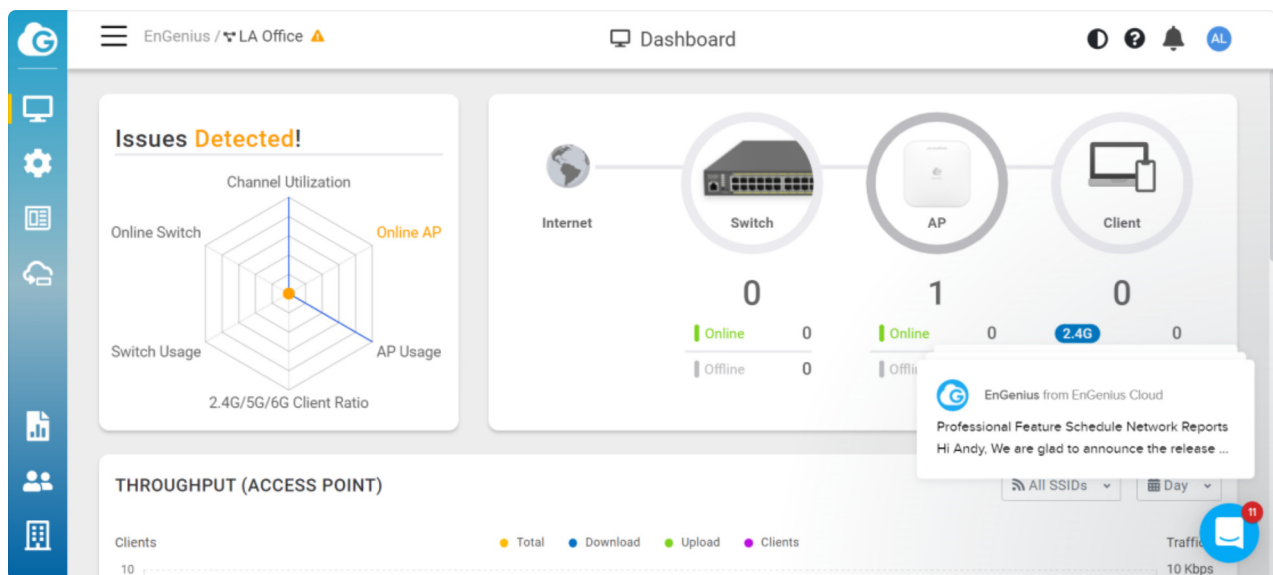 EnGenius / LA Office
Dashboard
AL
Issues Detected!
Channel Utilization
Online Switch
Online AP
Switch Usage
AP Usage
2.4G/5G/6G Client Ratio
Internet
Switch
AP
Client
0
1
0
Online 0
Online 0
2.4G 0
Offline 0
EnGenius from EnGenius Cloud
Professional Feature Schedule Network Reports
Hi Andy, We are glad to announce the release ...
THROUGHPUT (ACCESS POINT)
All SSIDs
Day
11
Clients
Total
Download
Upload
Clients
10
10 Kbps